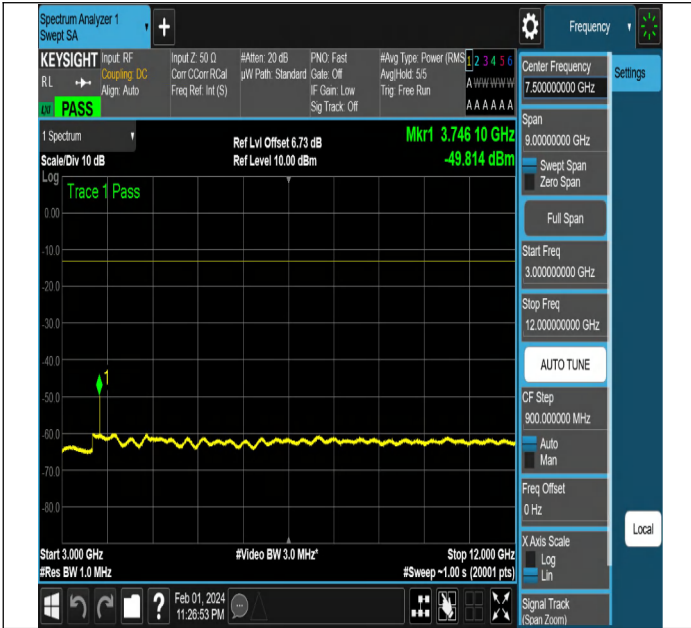 Spectrum Analyzer 1
Swept SA
+
Frequency
KEYSIGHT
RL
LXI
PASS
Input: RF
Coupling: DC
Align: Auto
Input Z: 50 Ω
Corr CCorr RCal
Freq Ref: Int (S)
#Atten: 20 dB
µW Path: Standard
PNO: Fast
Gate: Off
IF Gain: Low
Sig Track: Off
#Avg Type: Power (RMS
Avg|Hold: 5/5
Trig: Free Run
1 2 3 4 5 6
A W W W W W
A A A A A A
1 Spectrum
Scale/Div 10 dB
Ref Lvl Offset 6.73 dB
Ref Level 10.00 dBm
Mkr1 3.746 10 GHz
-49.814 dBm
Log
Trace 1 Pass
0.00
-10.0
-20.0
-30.0
-40.0
-50.0
-60.0
-70.0
-80.0
1
Start 3.000 GHz
#Res BW 1.0 MHz
#Video BW 3.0 MHz*
Stop 12.000 GHz
#Sweep ~1.00 s (20001 pts)
?
Feb 01, 2024
11:26:53 PM
Center Frequency
7.50000000 GHz
Span
9.00000000 GHz
Swept Span
Zero Span
Full Span
Start Freq
3.000000000 GHz
Stop Freq
12.000000000 GHz
AUTO TUNE
CF Step
900.000000 MHz
Auto
Man
Freq Offset
0 Hz
X Axis Scale
Log
Lin
Signal Track
(Span Zoom)
Settings
Local